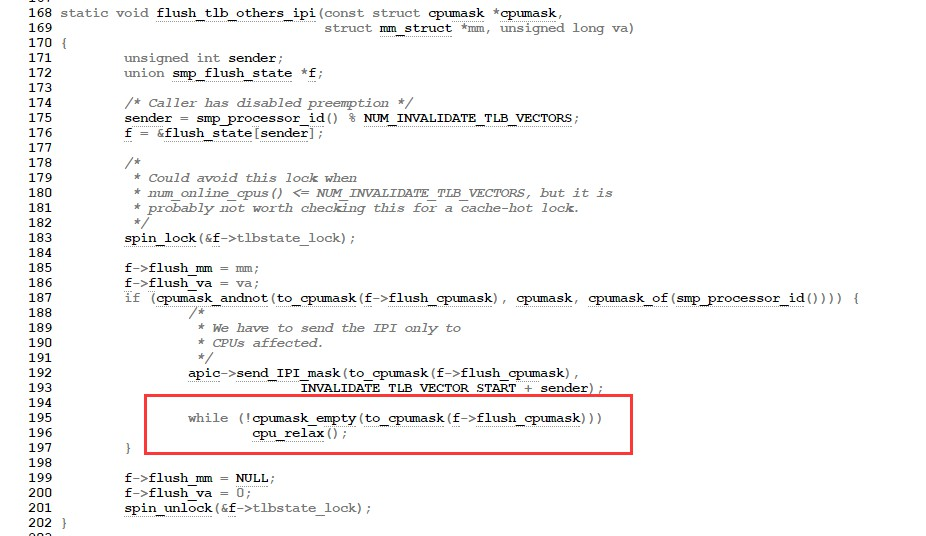 168 static void flush_tlb_others_ipi(const struct cpumask *cpumask,
169 struct mm_struct *mm, unsigned long va)
170 {
171 unsigned int sender;
172 union smp_flush_state *f;
173
174 /* Caller has disabled preemption */
175 sender = smp_processor_id() % NUM_INVALIDATE_TLB_VECTORS;
176 f = &flush_state[sender];
177
178 /*
179 * Could avoid this lock when
180 * num_online_cpus() <= NUM_INVALIDATE_TLB_VECTORS, but it is
181 * probably not worth checking this for a cache-hot lock.
182 */
183 spin_lock(&f->tlbstate_lock);
184
185 f->flush_mm = mm;
186 f->flush_va = va;
187 if (cpumask_andnot(to_cpumask(f->flush_cpumask), cpumask, cpumask_of(smp_processor_id()))) {
188 /*
189 * We have to send the IPI only to
190 * CPUs affected.
191 */
192 apic->send_IPI_mask(to_cpumask(f->flush_cpumask),
193 INVALIDATE_TLB_VECTOR_START + sender);
194
195 while (!cpumask_empty(to_cpumask(f->flush_cpumask)))
196 cpu_relax();
197 }
198
199 f->flush_mm = NULL;
200 f->flush_va = 0;
201 spin_unlock(&f->tlbstate_lock);
202 }